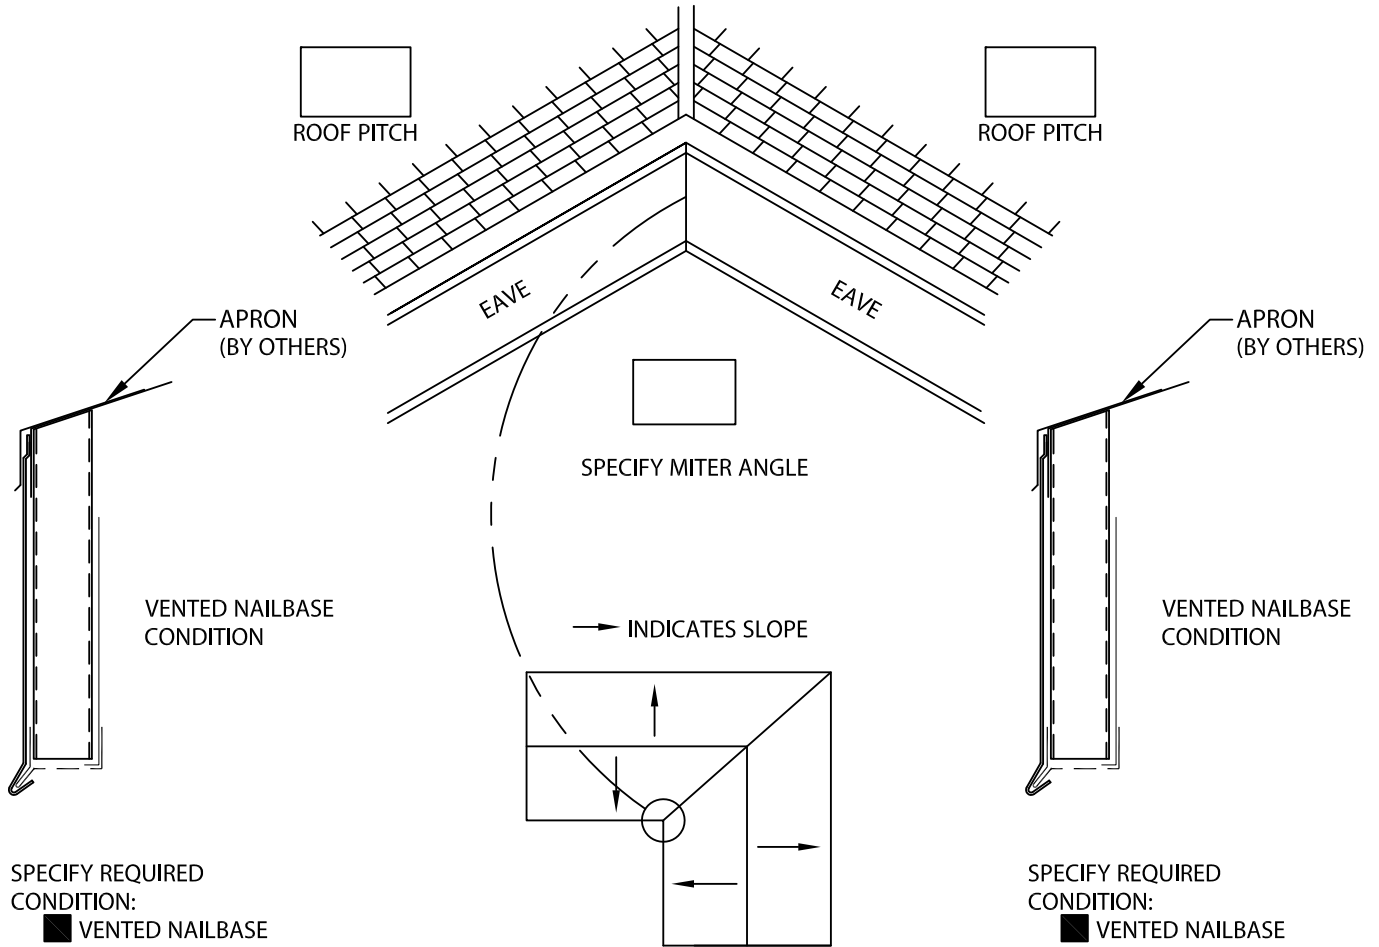 ROOF PITCH
ROOF PITCH
EAVE
EAVE
APRON
(BY OTHERS)
APRON
(BY OTHERS)
SPECIFY MITER ANGLE
VENTED NAILBASE
CONDITION
INDICATES SLOPE
VENTED NAILBASE
CONDITION
SPECIFY REQUIRED
CONDITION:
VENTED NAILBASE
SPECIFY REQUIRED
CONDITION:
VENTED NAILBASE